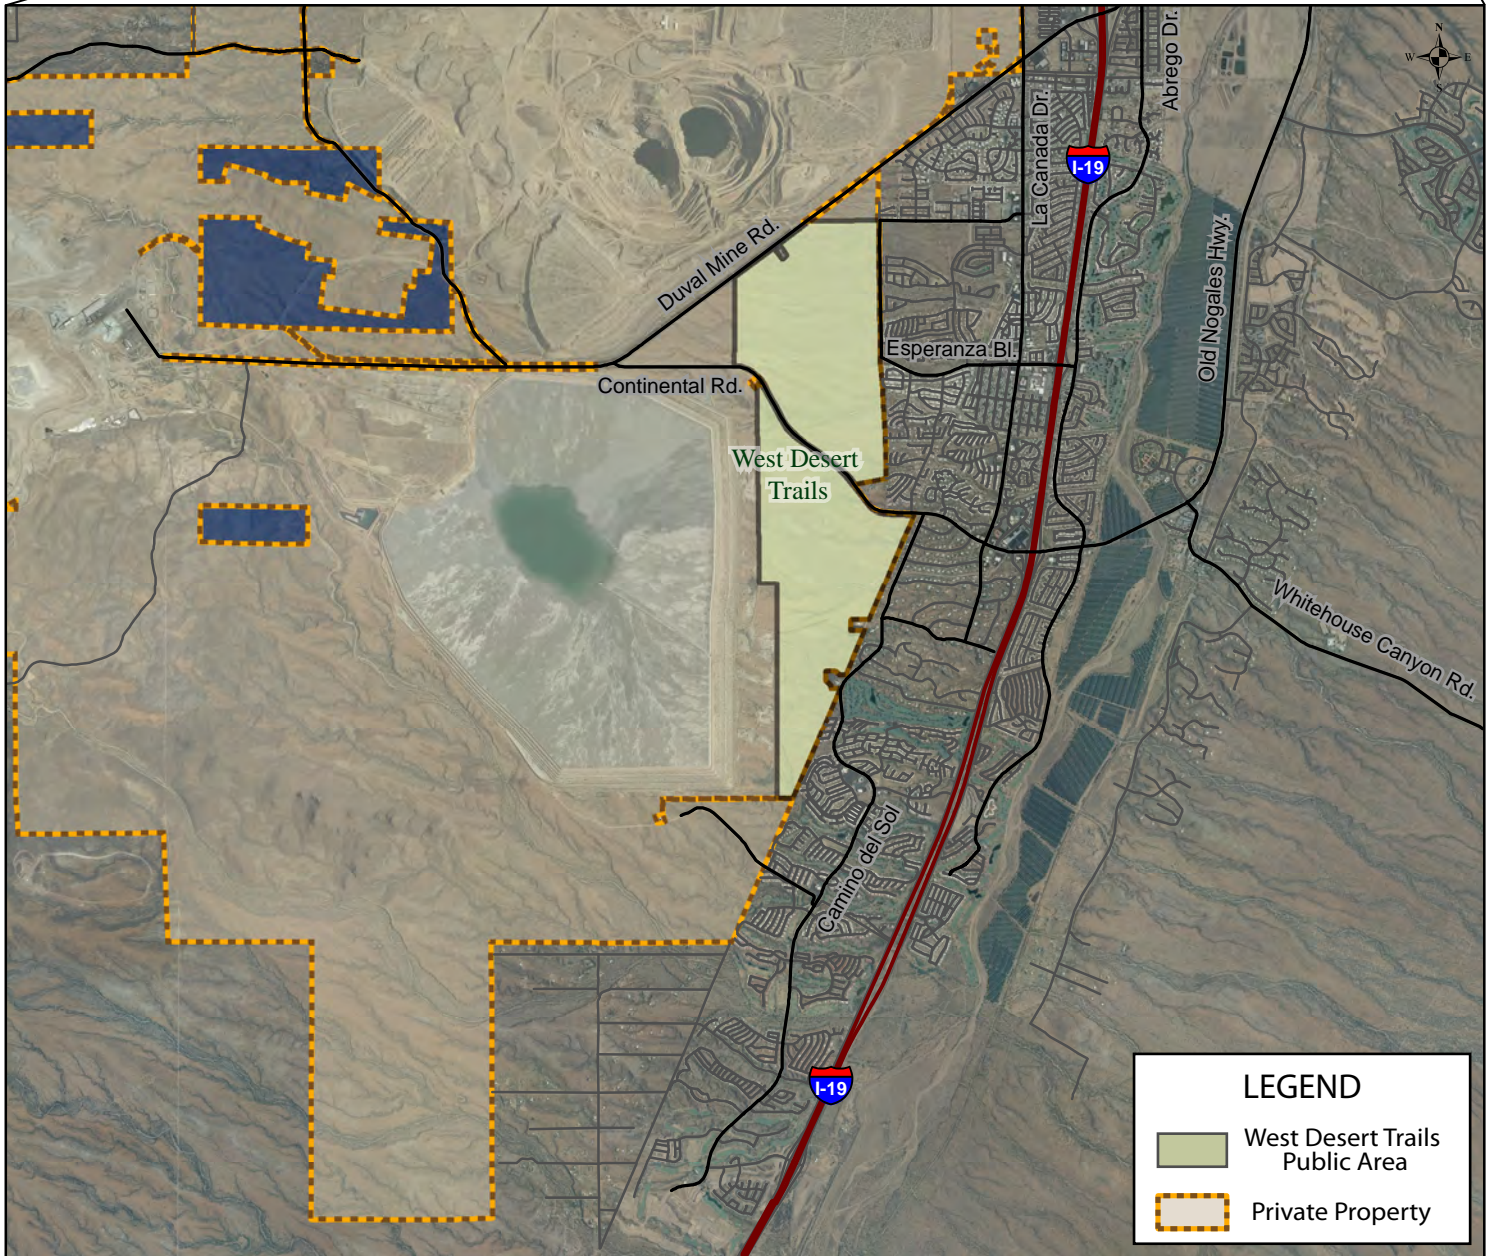 N
W E
S
Abrego Dr.
La Canada Dr.
I-19
Duval Mine Rd.
Old Nogales Hwy.
Esperanza Bl.
Continental Rd.
West Desert
Trails
Whitehouse Canyon Rd.
Camino del Sol
I-19
LEGEND
West Desert Trails
Public Area
Private Property